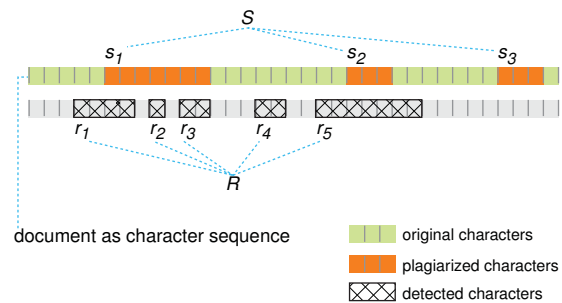 S
s1 s2 s3
r1 r2 r3 r4 r5
R
document as character sequence
original characters
plagiarized characters
detected characters